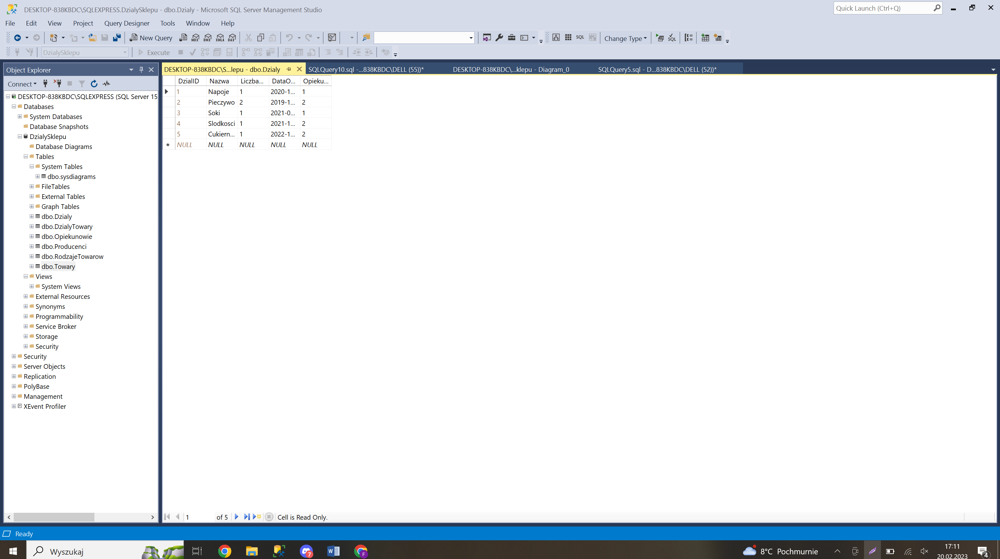 DESKTOP-838KBDC\SQLEXPRESS.DzialySklepu - dbo.Dzialy - Microsoft SQL Server Management Studio
Quick Launch (Ctrl+Q)
File Edit View Project Query Designer Tools Window Help
New Query MDX DMX XMLA DAX SQL Change Type SQL
DzialySklepu Execute
Object Explorer
DESKTOP-838KBDC\S...lepu - dbo.Dzialy SQLQuery10.sql -...838KBDC\DELL (55))* DESKTOP-838KBDC\...klepu - Diagram_0 SQLQuery5.sql - D...838KBDC\DELL (52))*
Connect
DESKTOP-838KBDC\SQLEXPRESS (SQL Server 15
Databases
System Databases
Database Snapshots
DzialySklepu
Database Diagrams
Tables
System Tables
dbo.sysdiagrams
FileTables
External Tables
Graph Tables
dbo.Dzialy
dbo.DzialyTowary
dbo.Opiekunowie
dbo.Producenci
dbo.RodzajeTowarow
dbo.Towary
Views
System Views
External Resources
Synonyms
Programmability
Service Broker
Storage
Security
Security
Server Objects
Replication
PolyBase
Management
XEvent Profiler
DzialID Nazwa Liczba... DataO... Opieku...
1 Napoje 1 2020-1... 1
2 Pieczywo 2 2019-1... 2
3 Soki 1 2021-0... 1
4 Slodkosci 1 2021-1... 2
5 Cukiern... 1 2022-1... 2
* NULL NULL NULL NULL NULL
1 of 5 Cell is Read Only.
Ready
Wyszukaj
7
W
F
8°C Pochmurnie
17:11
20.02.2023
4